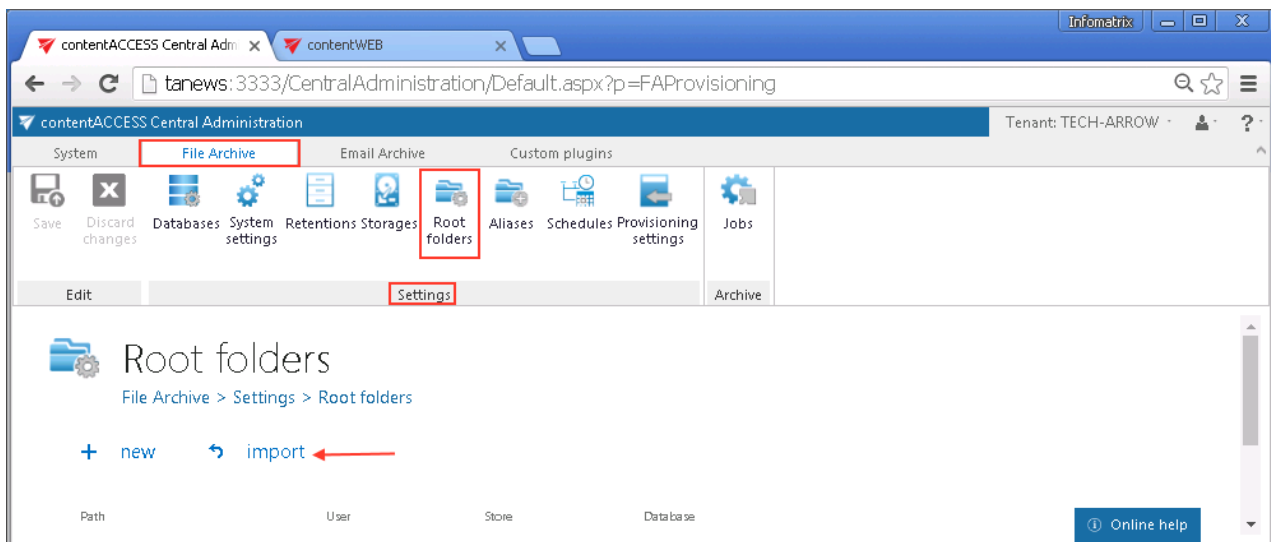 Infomatrix
contentACCESS Central Adm contentWEB
tanews:3333/CentralAdministration/Default.aspx?p=FAProvisioning
contentACCESS Central Administration Tenant: TECH-ARROW ?
System File Archive Email Archive Custom plugins
Save Discard changes Databases System settings Retentions Storages Root folders Aliases Schedules Provisioning settings Jobs
Edit Settings Archive
Root folders
File Archive > Settings > Root folders
+ new import
Path User Store Database
Online help